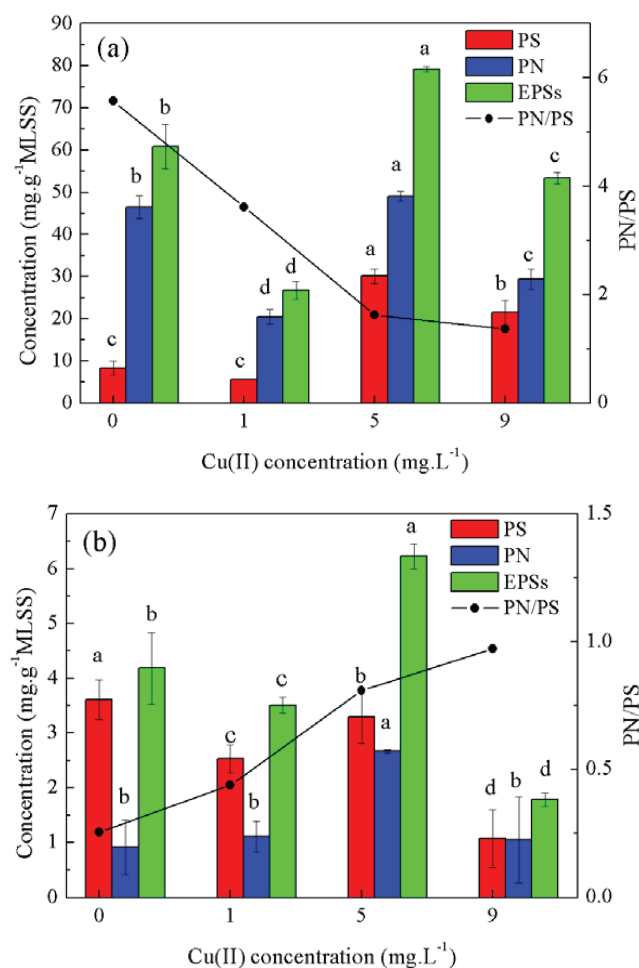 (a)
PS
PN
EPSs
PN/PS
90
80
70
60
50
40
30
20
10
0
Concentration (mg.g⁻¹MLSS)
6
4
2
0
PN/PS
c b b
c d d
a a a
b c c
0 1 5 9
Cu(II) concentration (mg.L⁻¹)
(b)
PS
PN
EPSs
PN/PS
7
6
5
4
3
2
1
0
Concentration (mg.g⁻¹MLSS)
1.5
1.0
0.5
0.0
PN/PS
a b b
c b c
b a a
d b d
0 1 5 9
Cu(II) concentration (mg.L⁻¹)